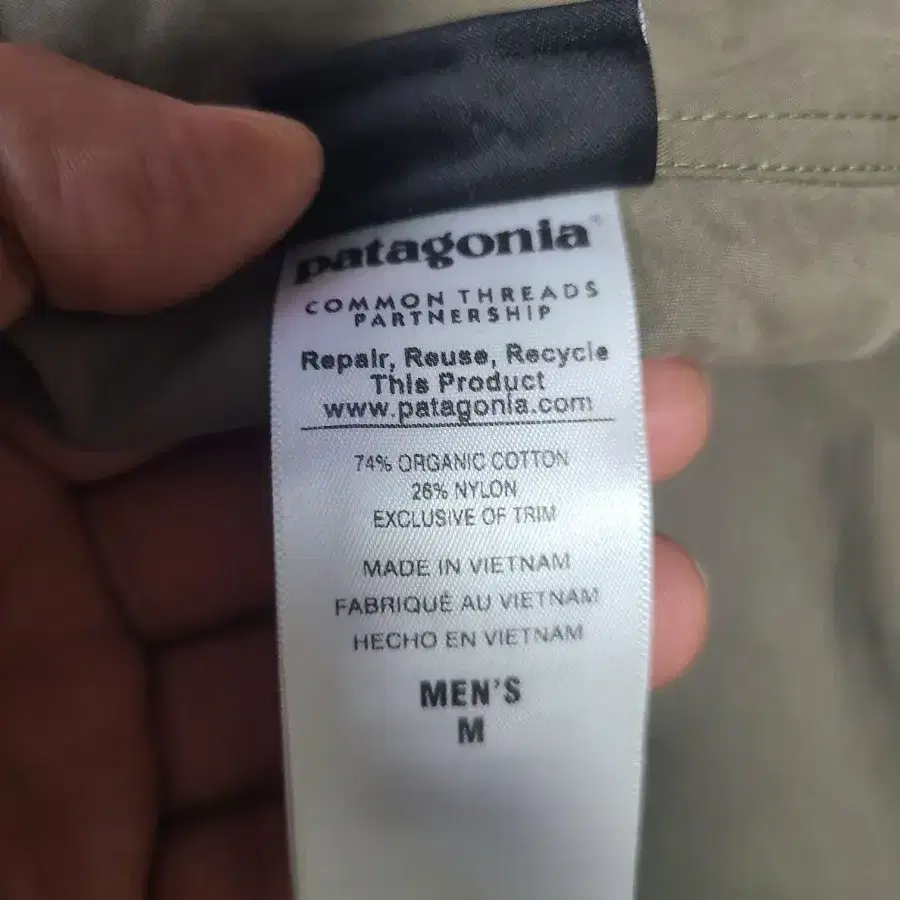 patagonia®
COMMON THREADS
PARTNERSHIP
Repair, Reuse, Recycle
This Product
www.patagonia.com
74% ORGANIC COTTON
26% NYLON
EXCLUSIVE OF TRIM
MADE IN VIETNAM
FABRIQUÉ AU VIETNAM
HECHO EN VIETNAM
MEN'S
M